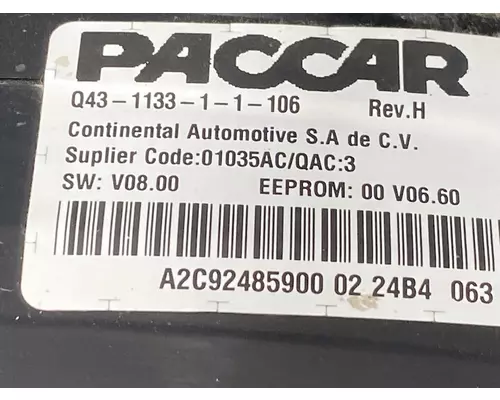 PACCAR
Q43-1133-1-1-106 Rev.H
Continental Automotive S.A de C.V.
Suplier Code:01035AC/QAC:3
SW: V08.00 EEPROM: 00 V06.60
A2C92485900 02 24B4 063